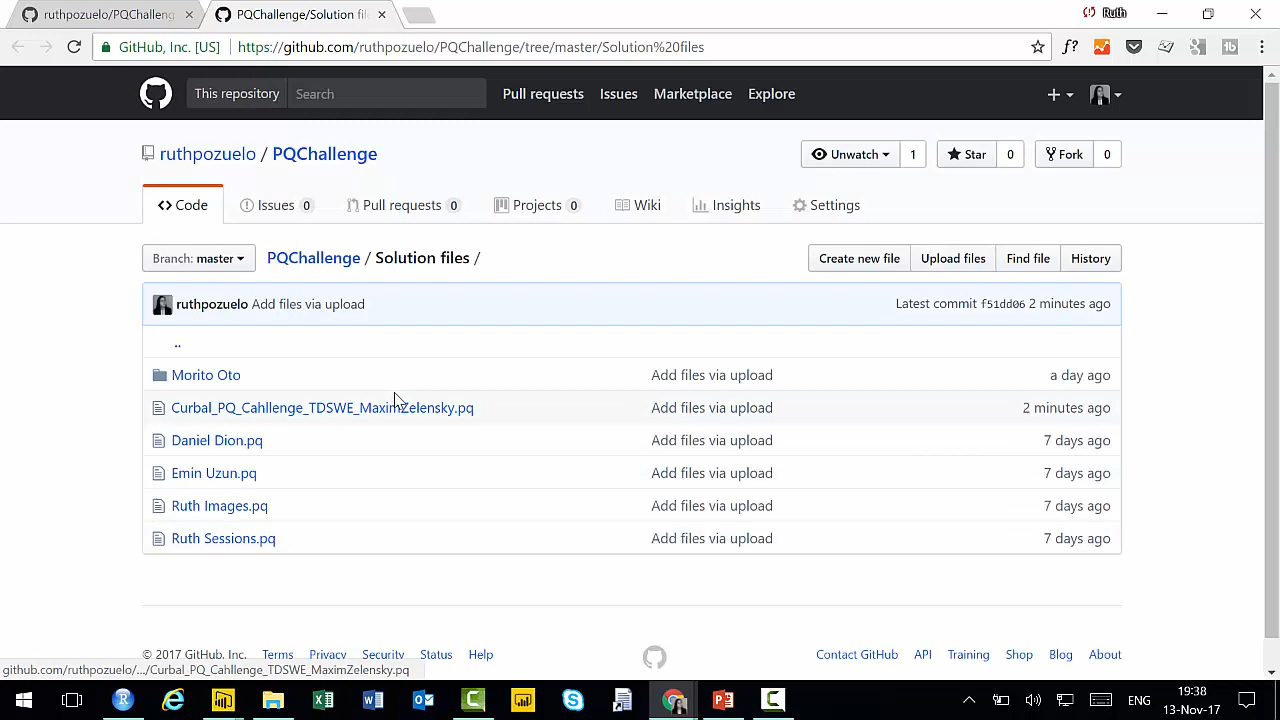 ruthpozuelo/PQChalleng
PQChallenge/Solution fi
Ruth
GitHub, Inc. [US]
https://github.com/ruthpozuelo/PQChallenge/tree/master/Solution%20files
f?
This repository
Search
Pull requests
Issues
Marketplace
Explore
ruthpozuelo / PQChallenge
Unwatch
1
Star
0
Fork
0
Code
Issues 0
Pull requests 0
Projects 0
Wiki
Insights
Settings
Branch: master
PQChallenge / Solution files /
Create new file
Upload files
Find file
History
ruthpozuelo Add files via upload
Latest commit f51dd06 2 minutes ago
..
Morito Oto Add files via upload a day ago
Curbal_PQ_Cahllenge_TDSWE_MaximZelensky.pq Add files via upload 2 minutes ago
Daniel Dion.pq Add files via upload 7 days ago
Emin Uzun.pq Add files via upload 7 days ago
Ruth Images.pq Add files via upload 7 days ago
Ruth Sessions.pq Add files via upload 7 days ago
© 2017 GitHub, Inc. Terms Privacy Security Status Help
Contact GitHub API Training Shop Blog About
github.com/ruthpozuelo/.../Curbal_PQ_Cahllenge_TDSWE_MaximZelensky.pq
ENG
19:38
13-Nov-17